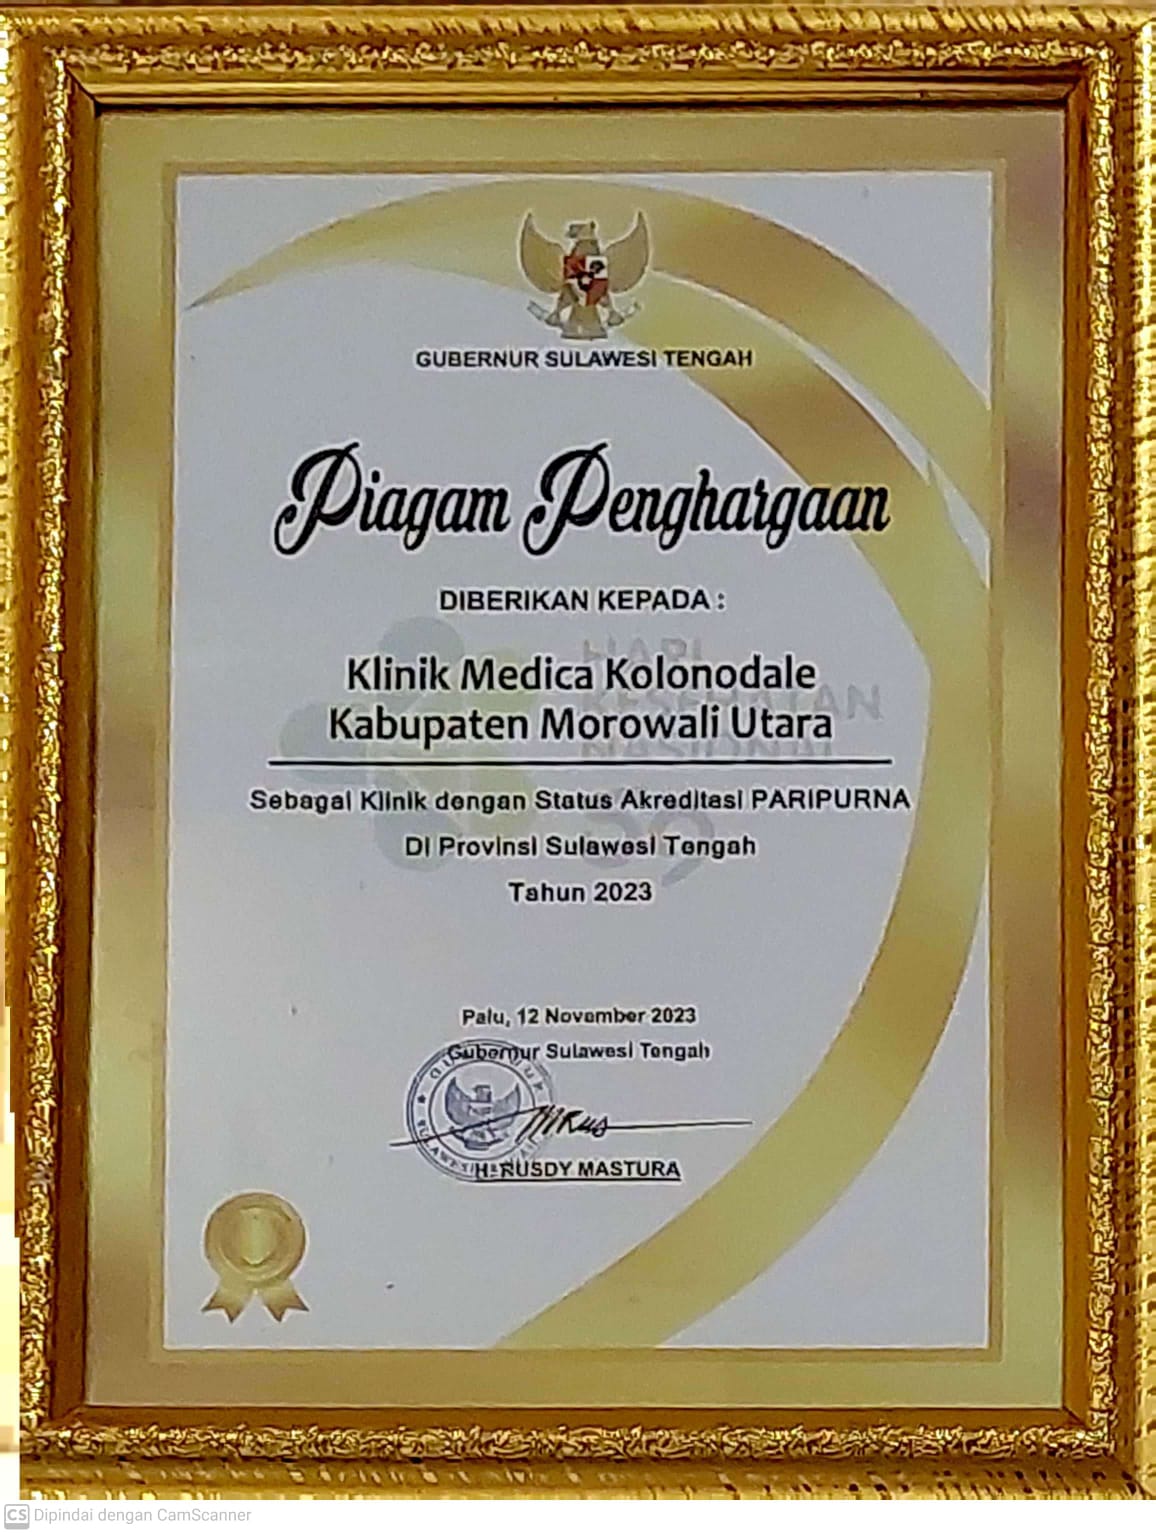 GUBERNUR SULAWESI TENGAH
Piagam Penghargaan
DIBERIKAN KEPADA :
HARI
KESEHATAN
NASIONAL
59
Klinik Medica Kolonodale
Kabupaten Morowali Utara
Sebagai Klinik dengan Status Akreditasi PARIPURNA
Di Provinsi Sulawesi Tengah
Tahun 2023
Palu, 12 November 2023
Gubernur Sulawesi Tengah
H. RUSDY MASTURA
CS Dipindai dengan CamScanner